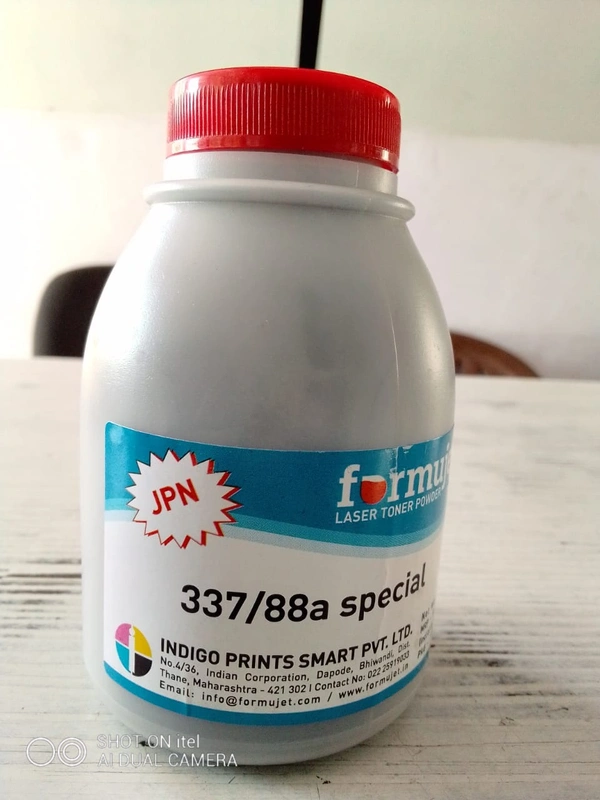 JPN
formuj
LASER TONER POWDER
337/88a special
INDIGO PRINTS SMART PVT. LTD.
No.4/36, Indian Corporation, Dapode, Bhiwandi, Dist.
Thane, Maharashtra - 421 302 | Contact No: 022 25919033
Email: info@formujet.com / www.formujet.in
SHOT ON itel
AI DUAL CAMERA